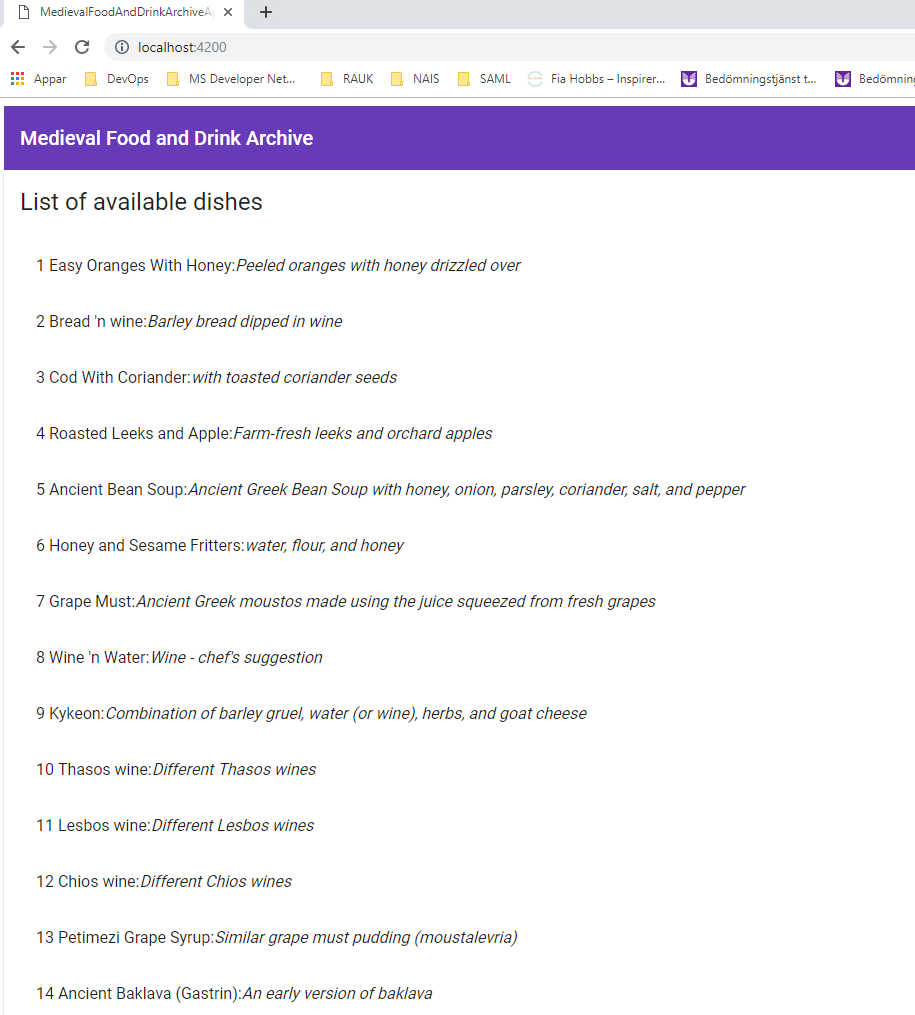 MedievalFoodAndDrinkArchiveA
localhost:4200
Appar DevOps MS Developer Net... RAUK NAIS SAML Fia Hobbs – Inspirer... Bedömningstjänst t... Bedömning
Medieval Food and Drink Archive
List of available dishes
1 Easy Oranges With Honey:Peeled oranges with honey drizzled over
2 Bread 'n wine:Barley bread dipped in wine
3 Cod With Coriander:with toasted coriander seeds
4 Roasted Leeks and Apple:Farm-fresh leeks and orchard apples
5 Ancient Bean Soup:Ancient Greek Bean Soup with honey, onion, parsley, coriander, salt, and pepper
6 Honey and Sesame Fritters:water, flour, and honey
7 Grape Must:Ancient Greek moustos made using the juice squeezed from fresh grapes
8 Wine 'n Water:Wine - chef's suggestion
9 Kykeon:Combination of barley gruel, water (or wine), herbs, and goat cheese
10 Thasos wine:Different Thasos wines
11 Lesbos wine:Different Lesbos wines
12 Chios wine:Different Chios wines
13 Petimezi Grape Syrup:Similar grape must pudding (moustalevria)
14 Ancient Baklava (Gastrin):An early version of baklava